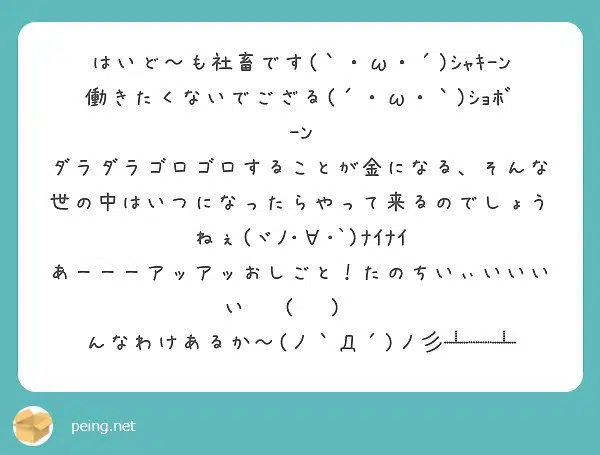 はいど～も社畜です(｀・ω・´)ｼｬｷｰﾝ
働きたくないでござる(´・ω・｀)ｼｮﾎﾞ
ｰﾝ
ダラダラゴロゴロすることが金になる、そんな
世の中はいつになったらやって来るのでしょう
ねぇ(ヾﾉ･∀･`)ﾅｲﾅｲ
あーーーアッアッおしごと！たのちいぃいいい
い　(　　)
んなわけあるか～(ノ｀Д´)ノ彡┻━┻
peing.net